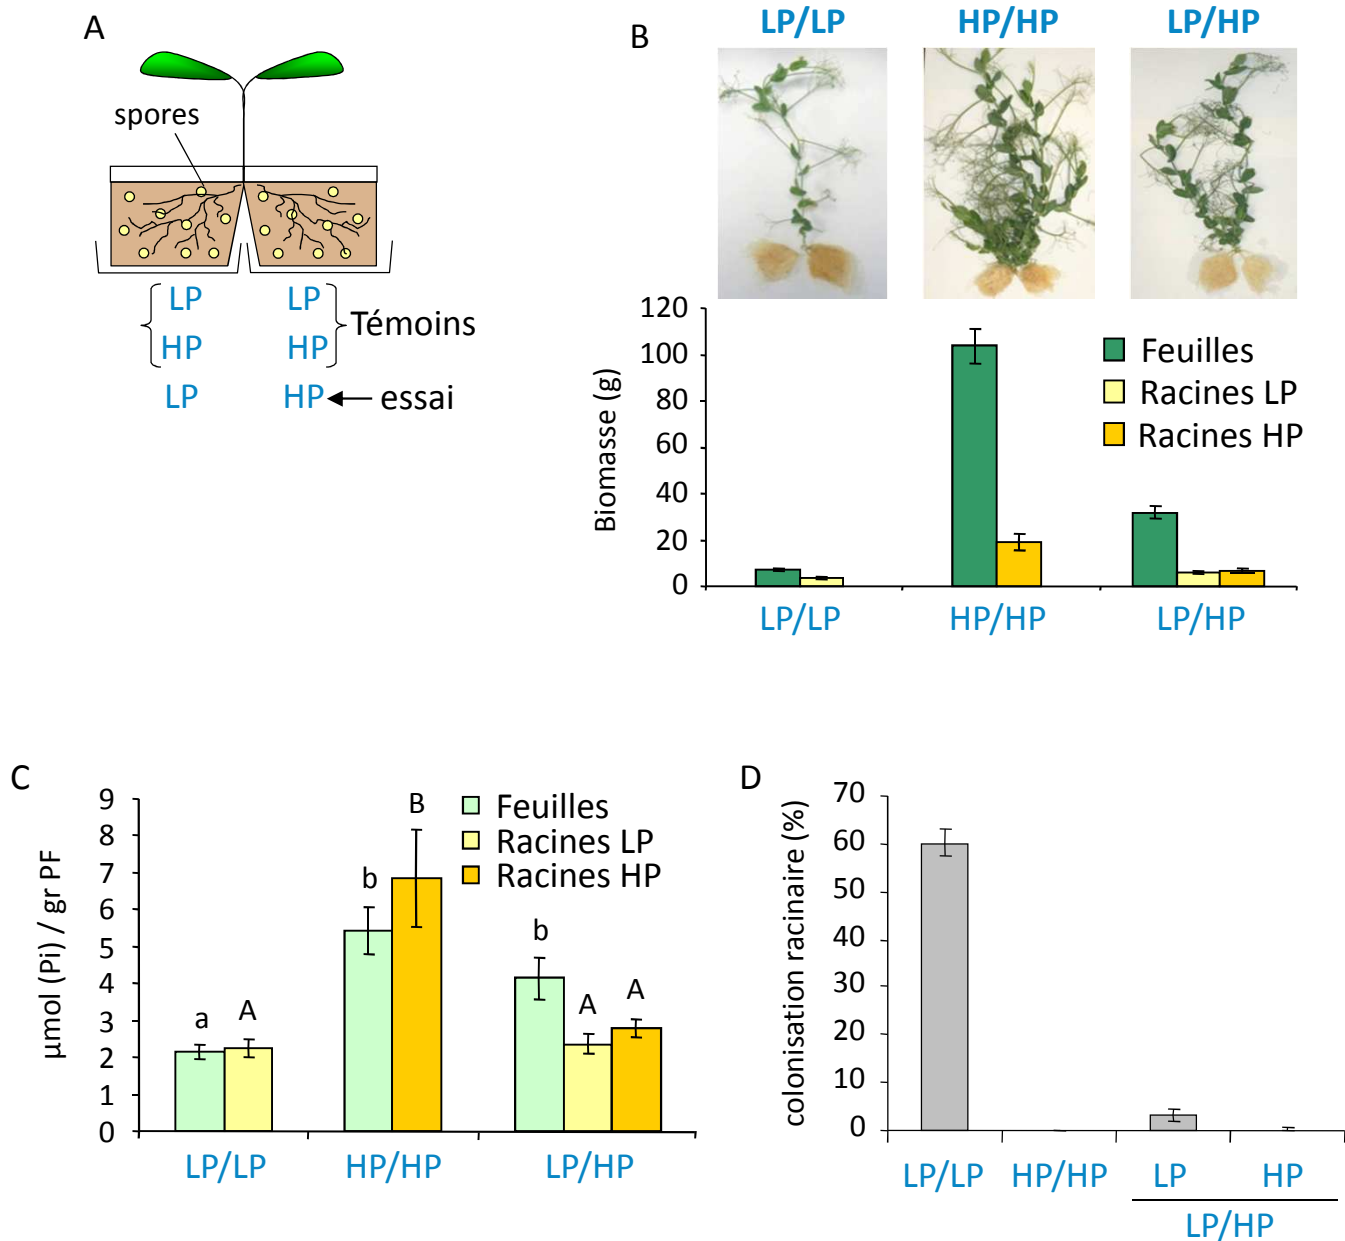 A
spores
LP LP
HP HP
Témoins
LP HP
essai
B
LP/LP HP/HP LP/HP
Biomasse (g)
120
100
80
60
40
20
0
Feuilles
Racines LP
Racines HP
LP/LP HP/HP LP/HP
C
µmol (Pi) / gr PF
9
8
7
6
5
4
3
2
1
0
a A b B b A A
Feuilles
Racines LP
Racines HP
LP/LP HP/HP LP/HP
D
colonisation racinaire (%)
70
60
50
40
30
20
10
0
LP/LP HP/HP LP HP
LP/HP